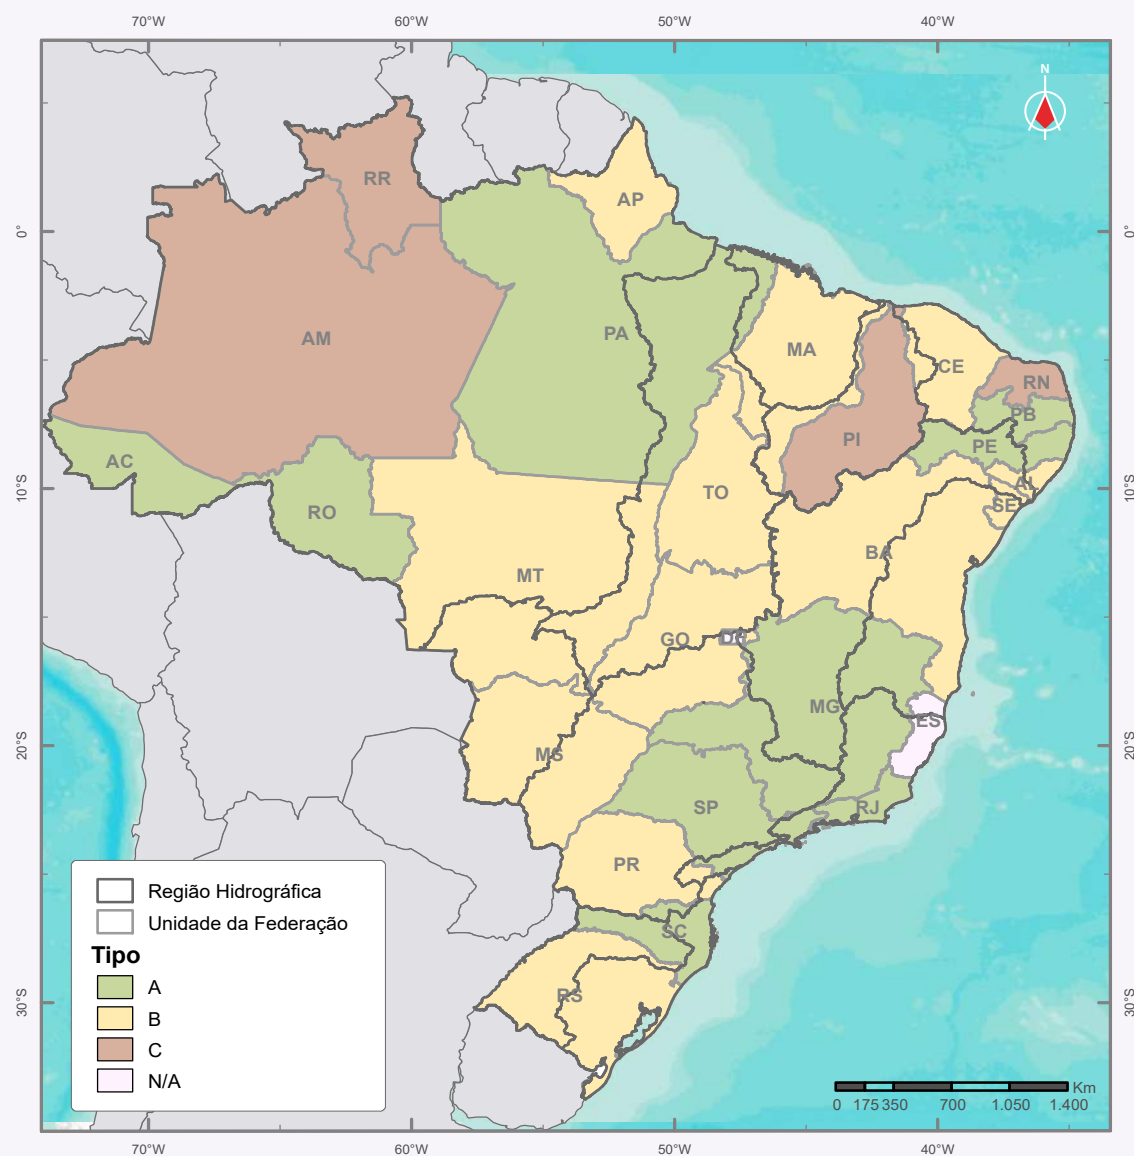 70°W 60°W 50°W 40°W
N
RR
AP
0° 0°
AM
PA
MA
CE
RN
PB
PI
PE
AC
TO
AL
10°S 10°S
SE
RO
BA
MT
GO
DF
MG
ES
20°S 20°S
MS
SP
RJ
PR
SC
RS
30°S 30°S
Região Hidrográfica
Unidade da Federação
Tipo
A
B
C
N/A
Km
0 175 350 700 1.050 1.400
70°W 60°W 50°W 40°W